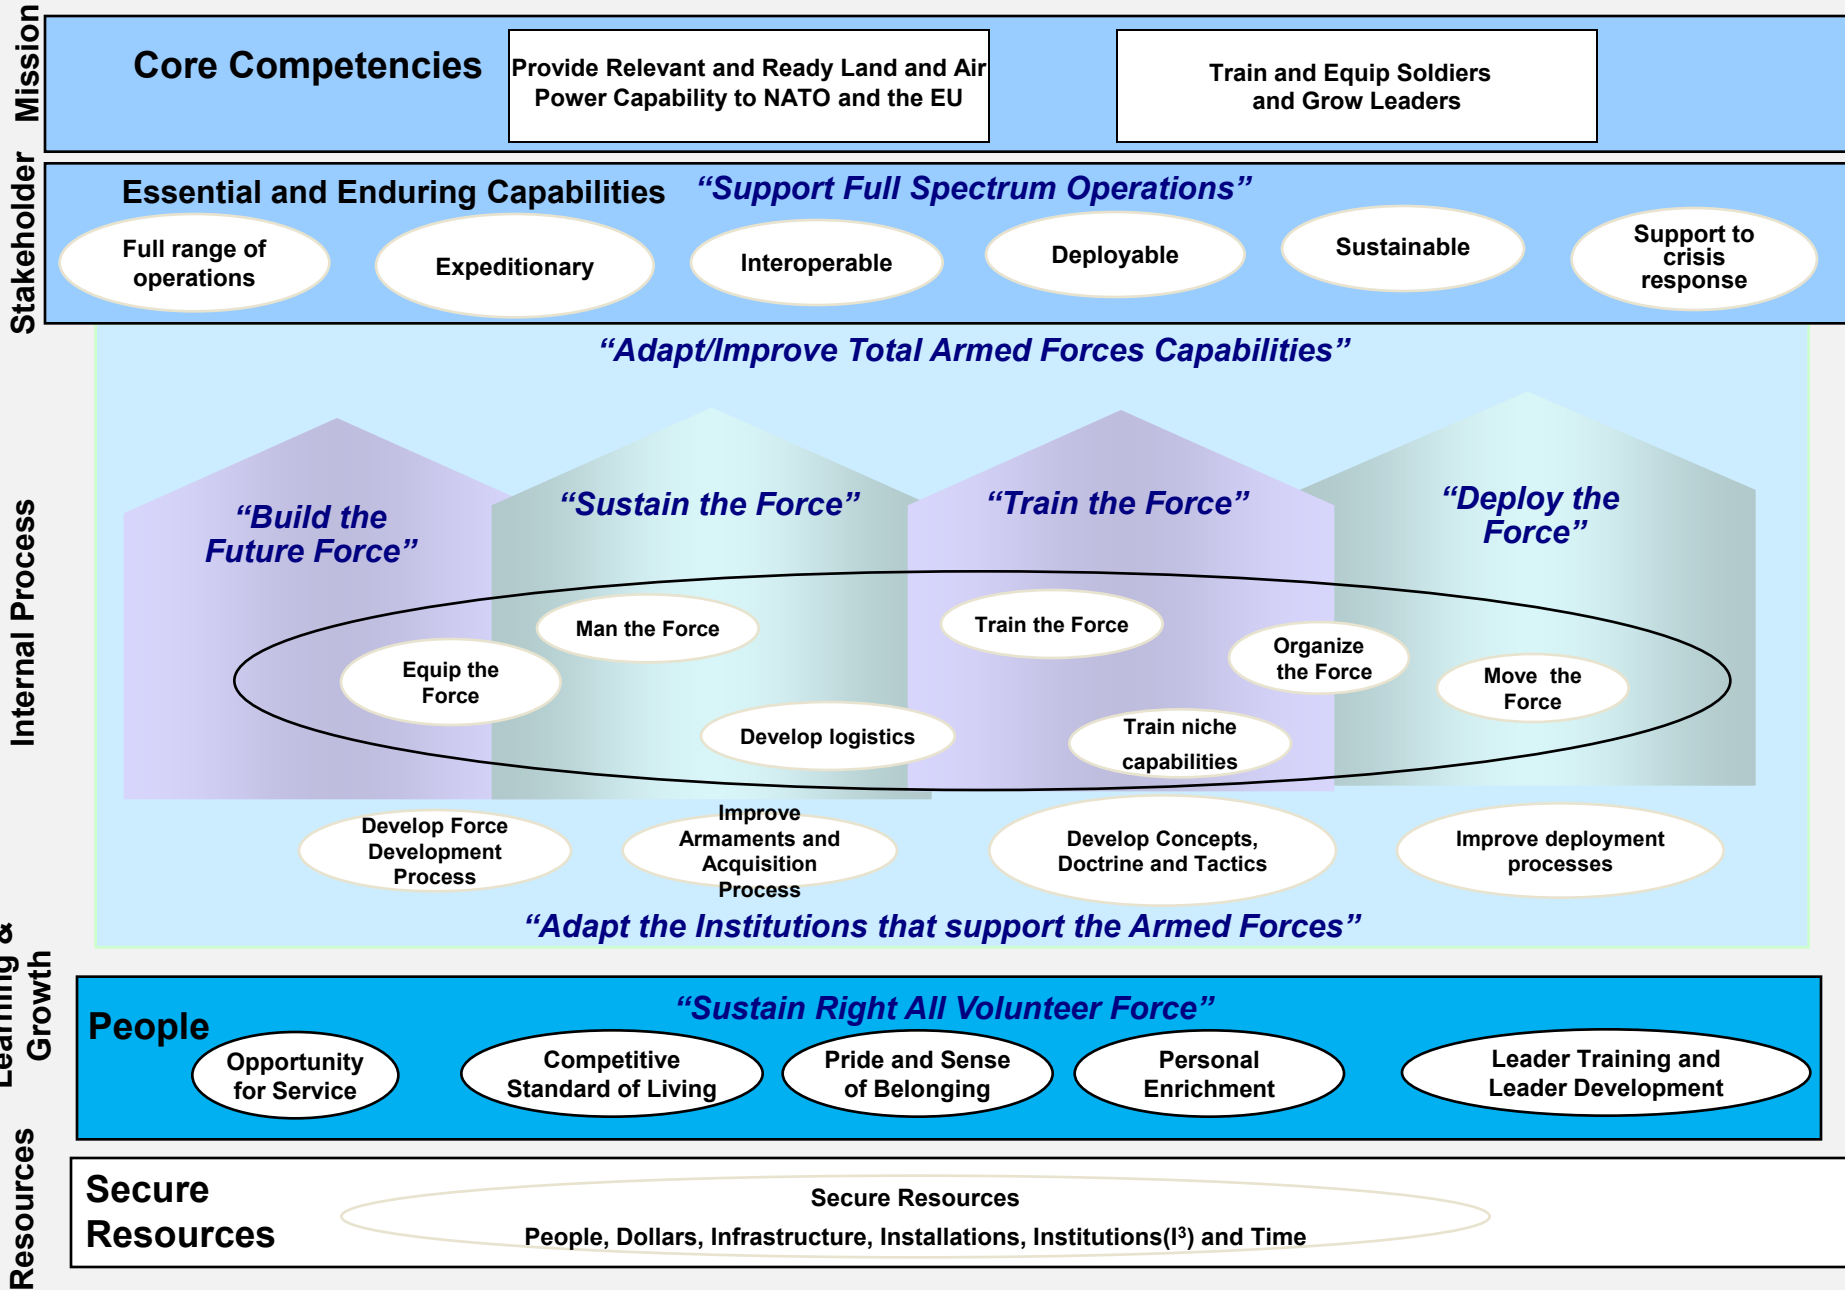 Mission
Core Competencies
Provide Relevant and Ready Land and Air
Power Capability to NATO and the EU
Train and Equip Soldiers
and Grow Leaders
Stakeholder
Essential and Enduring Capabilities
“Support Full Spectrum Operations”
Full range of
operations
Expeditionary
Interoperable
Deployable
Sustainable
Support to
crisis
response
Internal Process
“Adapt/Improve Total Armed Forces Capabilities”
“Build the
Future Force”
“Sustain the Force”
“Train the Force”
“Deploy the
Force”
Equip the
Force
Man the Force
Develop logistics
Train the Force
Organize
the Force
Train niche
capabilities
Move  the
Force
Develop Force
Development
Process
Improve
Armaments and
Acquisition
Process
Develop Concepts,
Doctrine and Tactics
Improve deployment
processes
“Adapt the Institutions that support the Armed Forces”
Learning &
Growth
People
“Sustain Right All Volunteer Force”
Opportunity
for Service
Competitive
Standard of Living
Pride and Sense
of Belonging
Personal
Enrichment
Leader Training and
Leader Development
Resources
Secure
Resources
Secure Resources
People, Dollars, Infrastructure, Installations, Institutions(I³) and Time